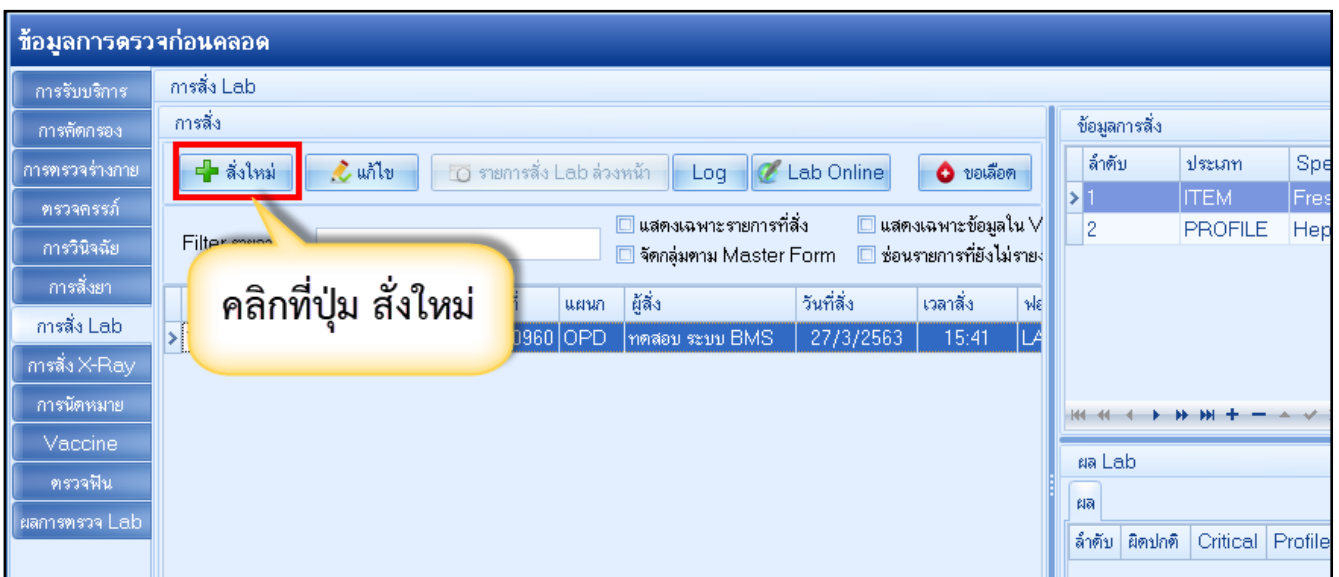 ข้อมูลการตรวจก่อนคลอด
การรับบริการ
การคัดกรอง
การตรวจร่างกาย
ตรวจครรภ์
การวินิจฉัย
การสั่งยา
การสั่ง Lab
การสั่ง X-Ray
การนัดหมาย
Vaccine
ตรวจฟัน
ผลการตรวจ Lab
การสั่ง Lab
การสั่ง
สั่งใหม่ แก้ไข รายการสั่ง Lab ล่วงหน้า Log Lab Online ขอเลือด
Filter
แสดงเฉพาะรายการที่สั่ง แสดงเฉพาะข้อมูลใน V
จัดกลุ่มตาม Master Form ซ่อนรายการที่ยังไม่ราย
คลิกที่ปุ่ม สั่งใหม่
แผนก ผู้สั่ง วันที่สั่ง เวลาสั่ง
0960 OPD ทดสอบ ระบบ BMS 27/3/2563 15:41 LA
ข้อมูลการสั่ง
ลำดับ ประเภท Spe
1 ITEM Fres
2 PROFILE Hep
ผล Lab
ผล
ลำดับ ผิดปกติ Critical Profile